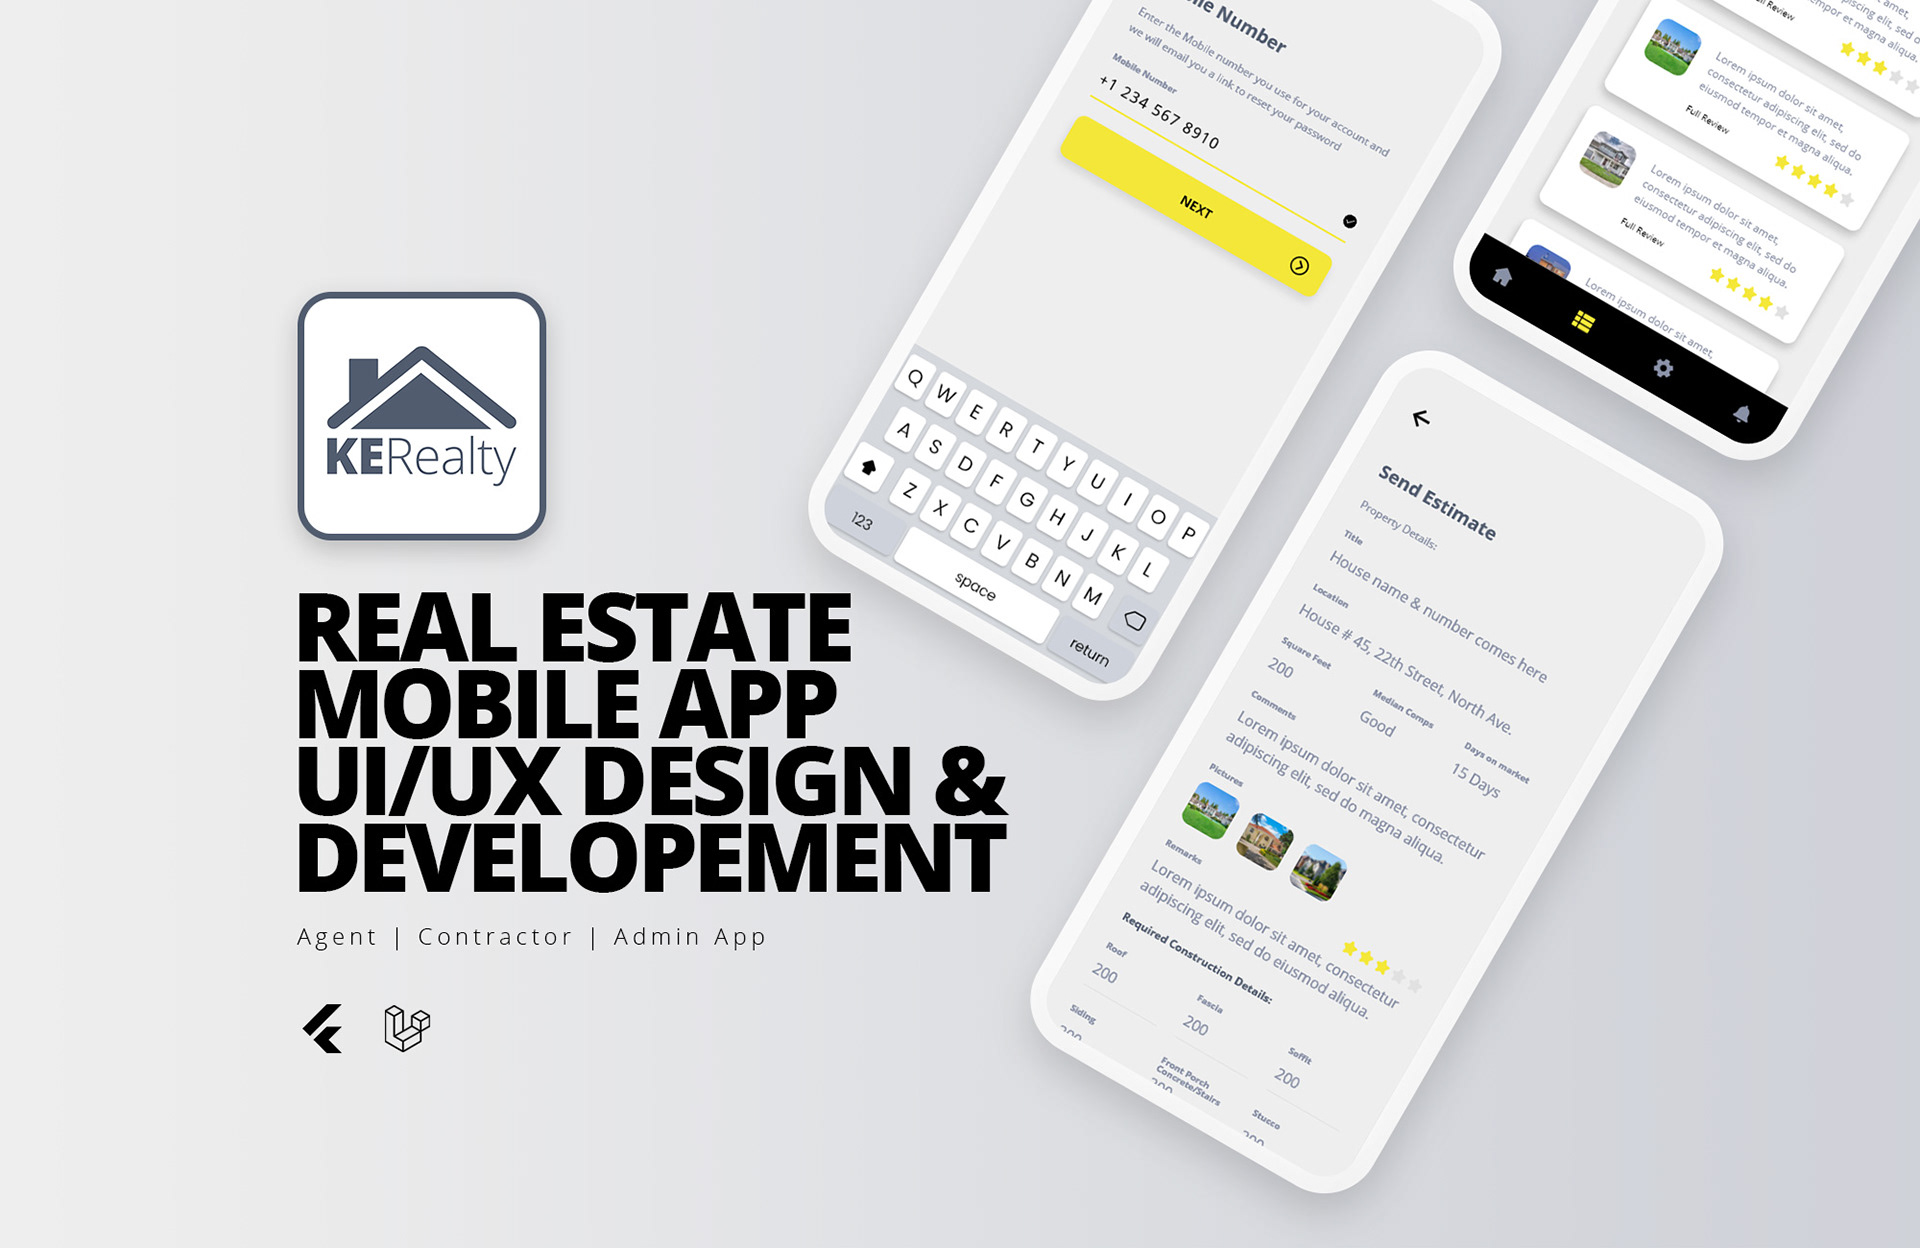 KERealty
REAL ESTATE
MOBILE APP
UI/UX DESIGN &
DEVELOPEMENT
Agent | Contractor | Admin App
Number
Enter the Mobile number you use for your account and
we will email you a link to reset your password
Mobile Number
+1 234 567 8910
NEXT
Q W E R T Y U I O P
A S D F G H J K L
Z X C V B N M
123 space return
Full Review
Lorem ipsum dolor sit amet,
consectetur adipiscing elit, sed do
eiusmod tempor et magna aliqua.
Full Review
Lorem ipsum dolor sit amet,
consectetur adipiscing elit, sed do
eiusmod tempor et magna aliqua.
Full Review
Lorem ipsum dolor sit amet,
Send Estimate
Property Details:
Title
House name & number comes here
Location
House # 45, 22th Street, North Ave.
Square Feet
200
Median Comps
Good
Days on market
15 Days
Comments
Lorem ipsum dolor sit amet, consectetur
adipiscing elit, sed do magna aliqua.
Pictures
Remarks
Lorem ipsum dolor sit amet, consectetur
adipiscing elit, sed do eiusmod aliqua.
Required Construction Details:
Roof
200
Fascia
200
Soffit
200
Siding
200
Front Porch
Concrete/Stairs
200
Stucco
200